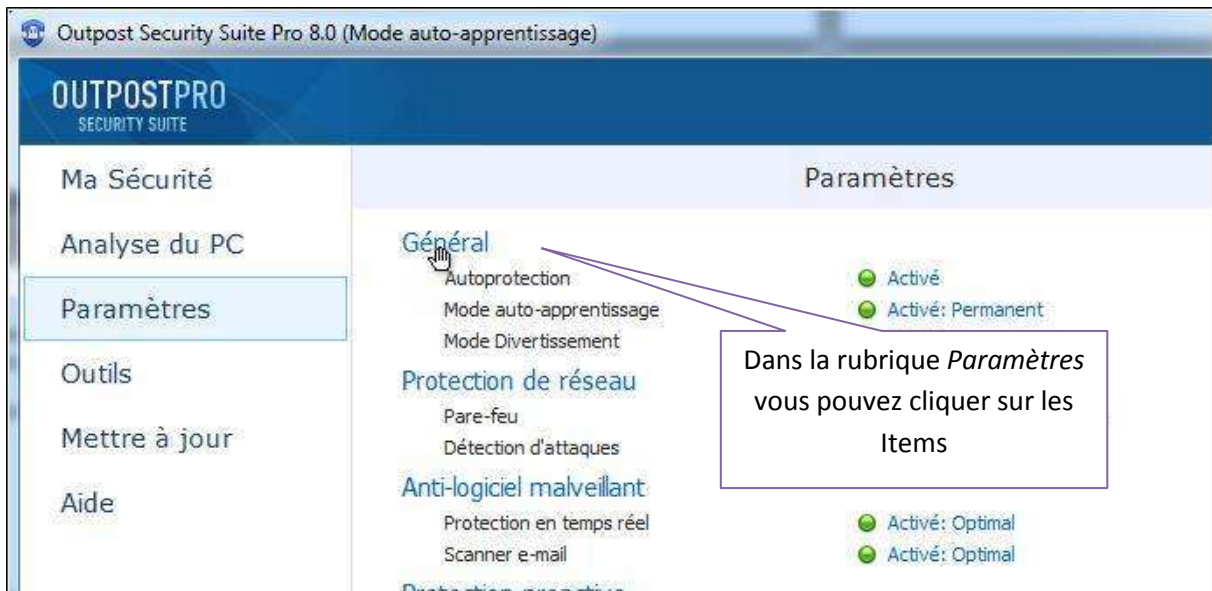 Outpost Security Suite Pro 8.0 (Mode auto-apprentissage)
OUTPOSTPRO
SECURITY SUITE
Ma Sécurité
Analyse du PC
Paramètres
Outils
Mettre à jour
Aide
Paramètres
Général
Autoprotection Activé
Mode auto-apprentissage Activé: Permanent
Mode Divertissement
Protection de réseau
Pare-feu
Détection d'attaques
Anti-logiciel malveillant
Protection en temps réel Activé: Optimal
Scanner e-mail Activé: Optimal
Protection proactive
Dans la rubrique Paramètres
vous pouvez cliquer sur les
Items